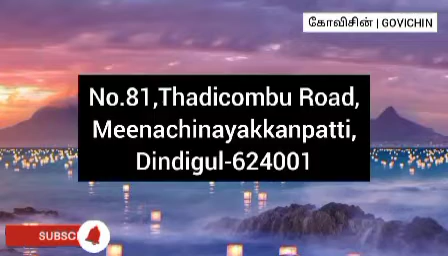 கோவிசின் | GOVICHIN
No.81,Thadicombu Road,
Meenachinayakkanpatti,
Dindigul-624001
SUBSC